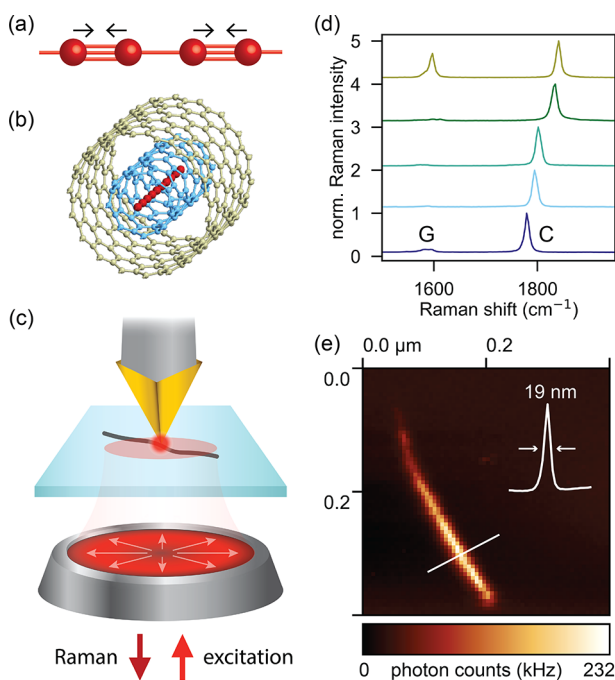 (a)
(b)
(c)
Raman
excitation
(d)
norm. Raman intensity
5
4
3
2
1
0
G
C
1600
1800
Raman shift (cm⁻¹)
(e)
0.0 µm
0.2
0.0
0.2
19 nm
0 photon counts (kHz) 232